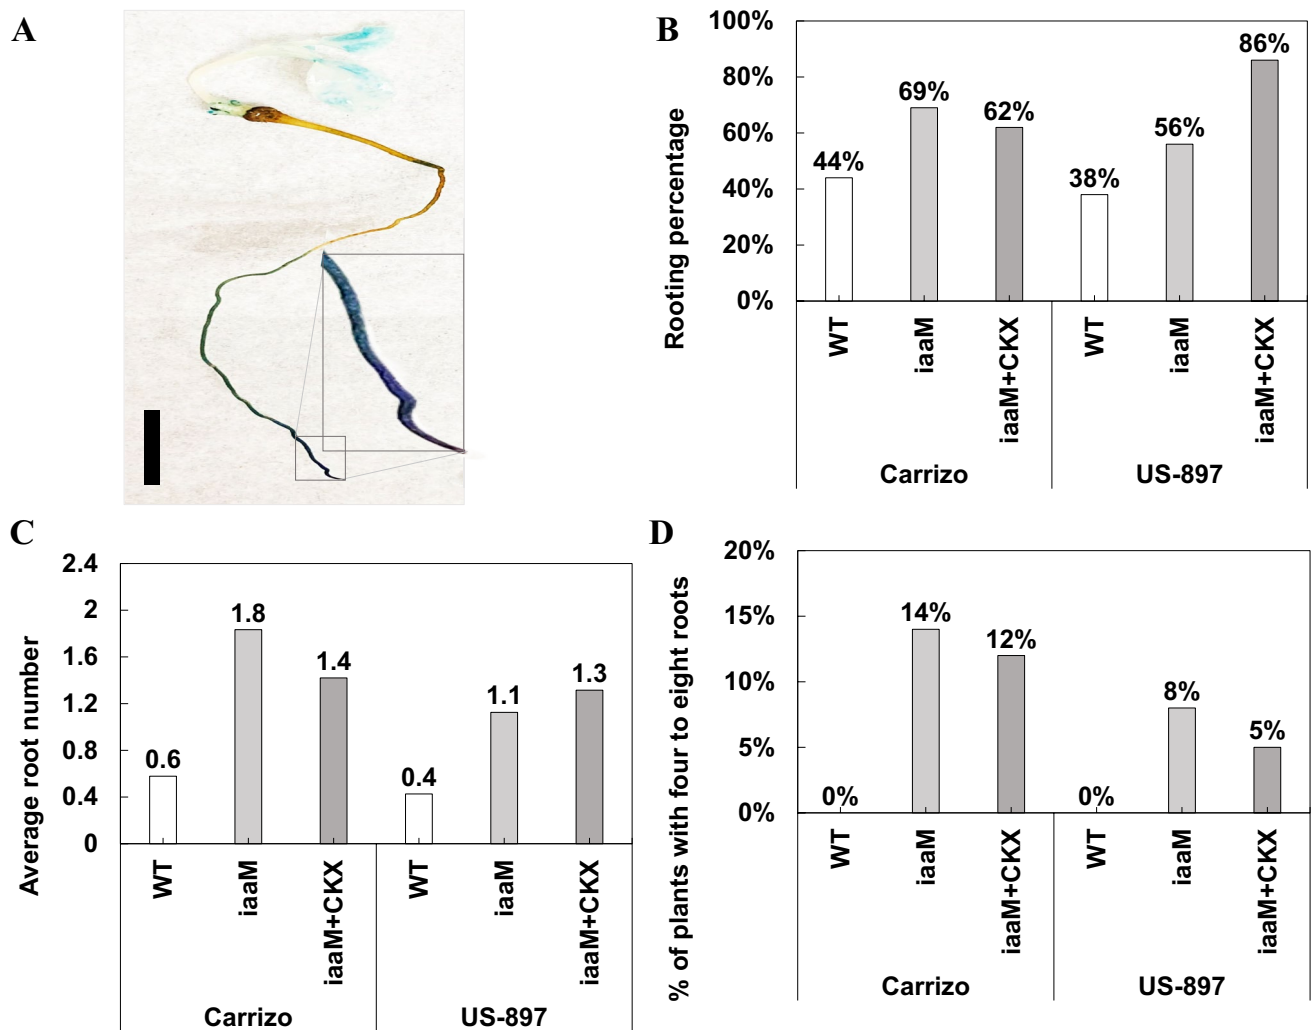 A
B
Rooting percentage
100%
80%
60%
40%
20%
0%
44%
69%
62%
38%
56%
86%
WT
iaaM
iaaM+CKX
WT
iaaM
iaaM+CKX
Carrizo
US-897
C
Average root number
2.4
2
1.6
1.2
0.8
0.4
0
0.6
1.8
1.4
0.4
1.1
1.3
WT
iaaM
iaaM+CKX
WT
iaaM
iaaM+CKX
Carrizo
US-897
D
% of plants with four to eight roots
20%
15%
10%
5%
0%
0%
14%
12%
0%
8%
5%
WT
iaaM
iaaM+CKX
WT
iaaM
iaaM+CKX
Carrizo
US-897